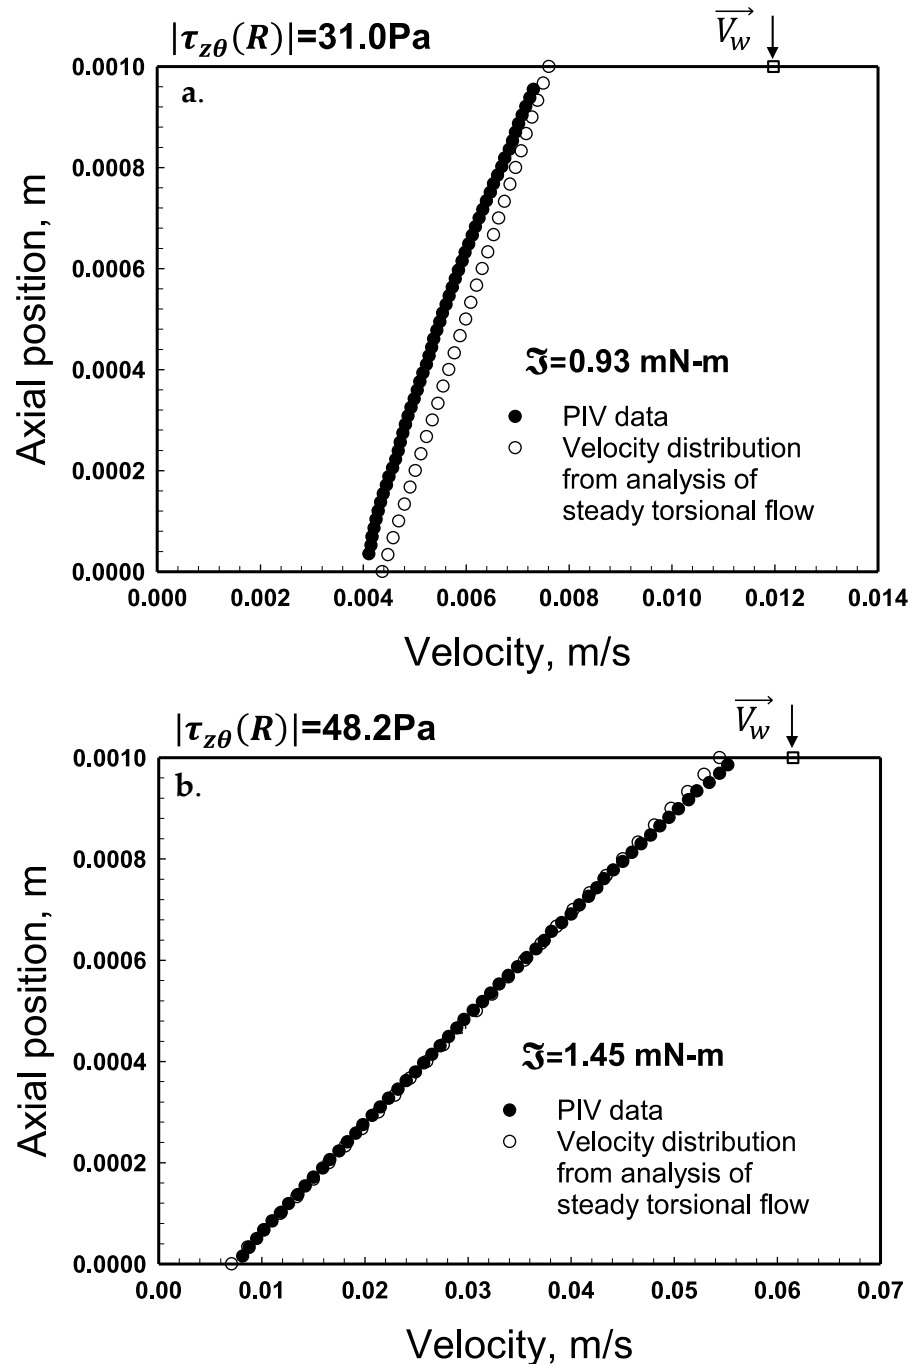 |τzθ(R)|=31.0Pa
Vw
a.
0.0010
0.0008
0.0006
0.0004
0.0002
0.0000
Axial position, m
ℑ=0.93 mN-m
PIV data
Velocity distribution
from analysis of
steady torsional flow
0.000 0.002 0.004 0.006 0.008 0.010 0.012 0.014
Velocity, m/s
|τzθ(R)|=48.2Pa
Vw
b.
0.0010
0.0008
0.0006
0.0004
0.0002
0.0000
Axial position, m
ℑ=1.45 mN-m
PIV data
Velocity distribution
from analysis of
steady torsional flow
0.00 0.01 0.02 0.03 0.04 0.05 0.06 0.07
Velocity, m/s